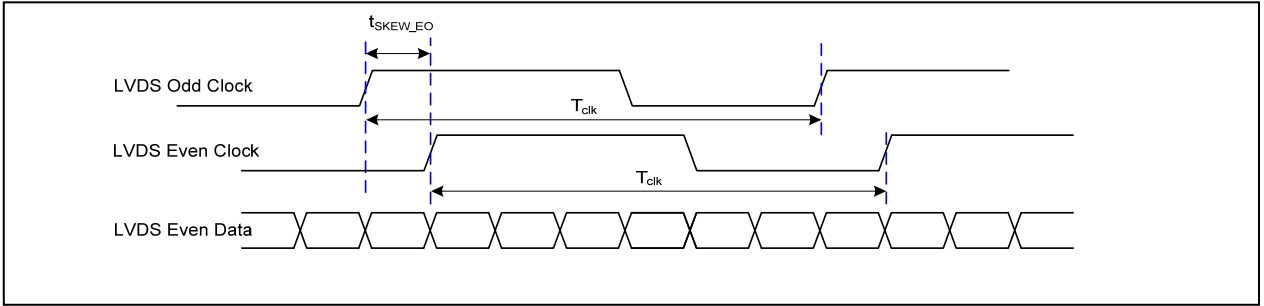 tSKEW_EO
LVDS Odd Clock
Tclk
LVDS Even Clock
Tclk
LVDS Even Data